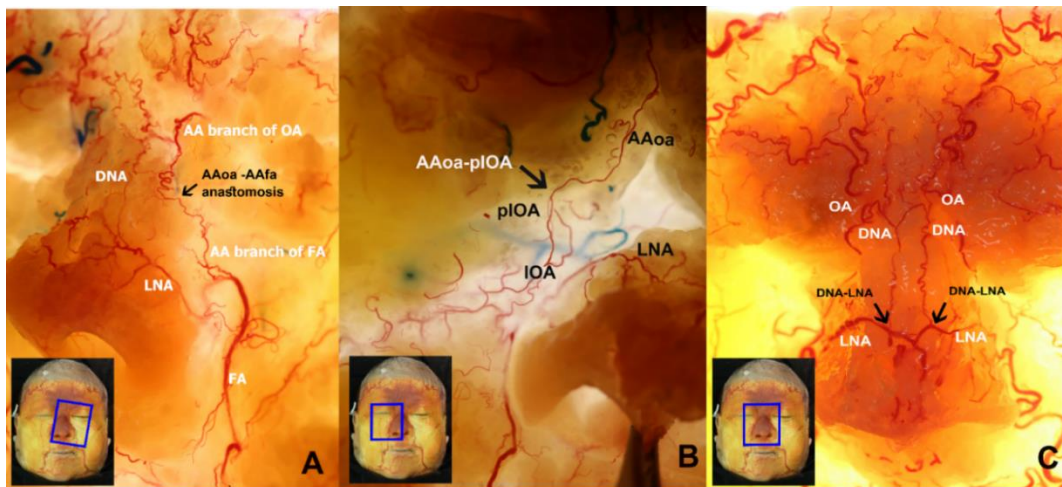 AA branch of OA
DNA
AAoa -AAfa
anastomosis
AA branch of FA
LNA
FA
A
AAoa
AAoa-pIOA
pIOA
LNA
IOA
B
OA
OA
DNA
DNA
DNA-LNA
DNA-LNA
LNA
LNA
C